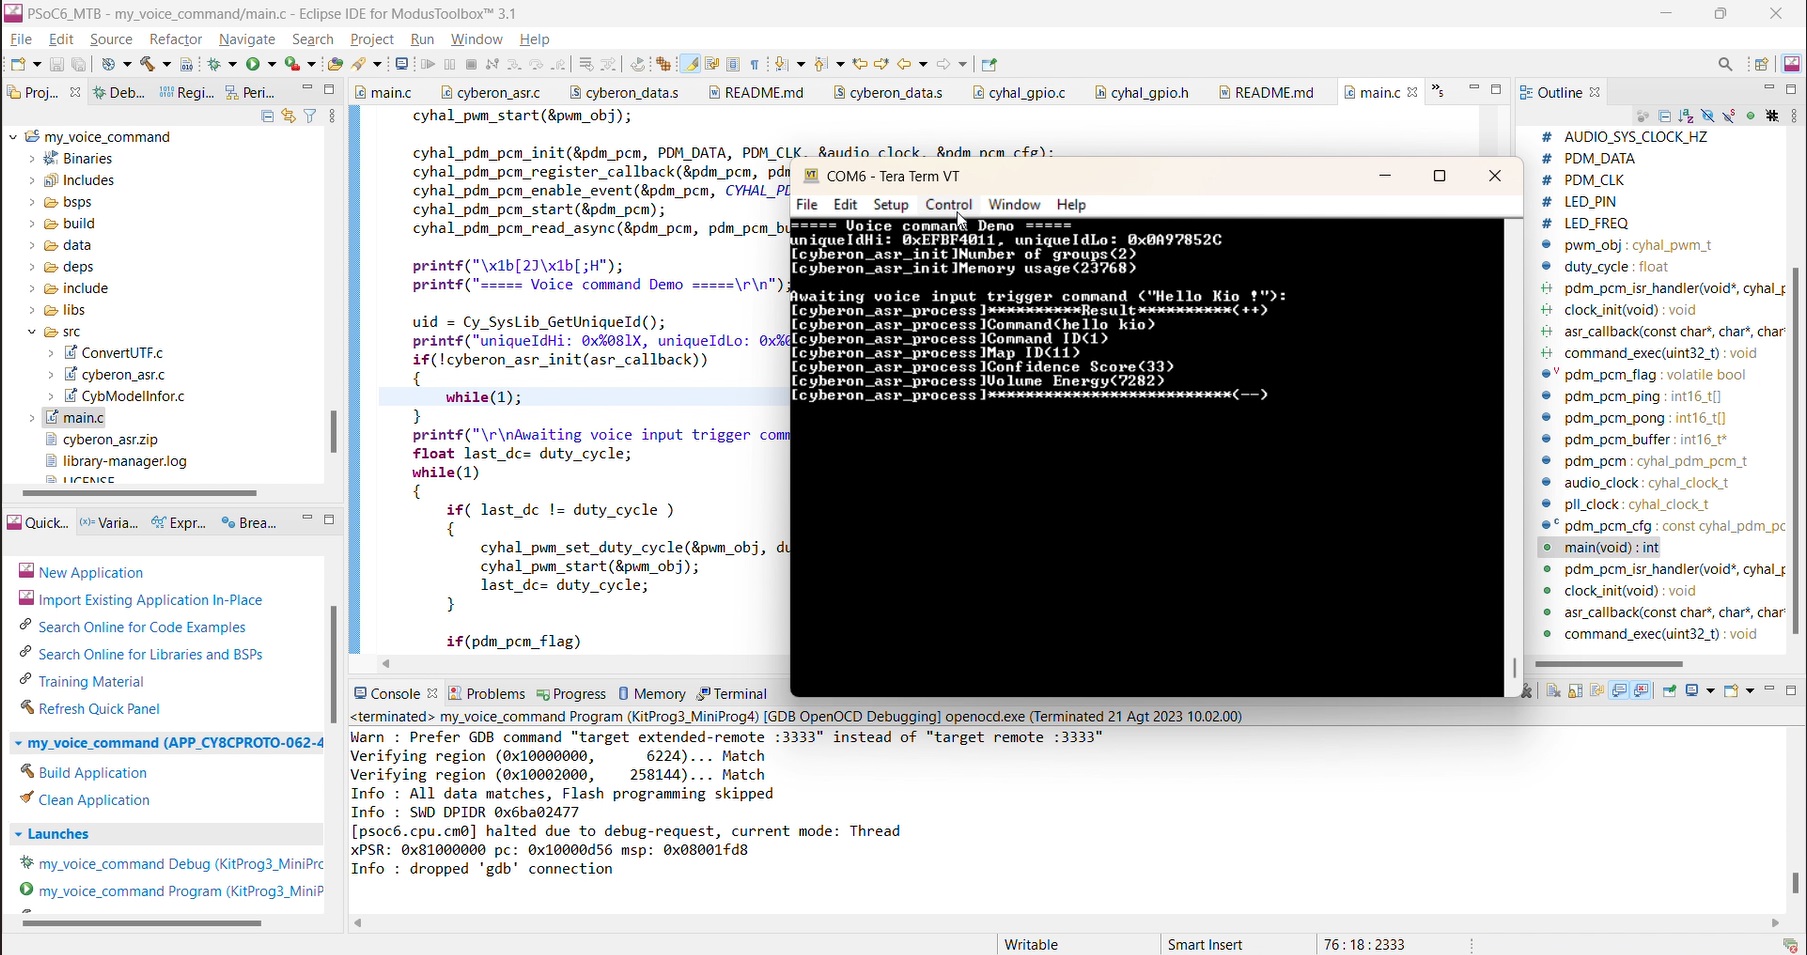 PSoC6_MTB - my_voice_command/main.c - Eclipse IDE for ModusToolbox™ 3.1
File Edit Source Refactor Navigate Search Project Run Window Help
Proj... Deb... Regi... Peri...
my_voice_command
Binaries
Includes
bsps
build
data
deps
include
libs
src
ConvertUTF.c
cyberon_asr.c
CybModelInfor.c
main.c
cyberon_asr.zip
library-manager.log
LICENSE
Quick... (x)= Varia... Expr... Brea...
New Application
Import Existing Application In-Place
Search Online for Code Examples
Search Online for Libraries and BSPs
Training Material
Refresh Quick Panel
my_voice_command (APP_CY8CPROTO-062-4
Build Application
Clean Application
Launches
my_voice_command Debug (KitProg3_MiniPro
my_voice_command Program (KitProg3_MiniP
main.c cyberon_asr.c cyberon_data.s README.md cyberon_data.s cyhal_gpio.c cyhal_gpio.h README.md main.c »5
cyhal_pwm_start(&pwm_obj);
cyhal_pdm_pcm_init(&pdm_pcm, PDM_DATA, PDM_CLK, &audio_clock, &pdm_pcm_cfg);
cyhal_pdm_pcm_register_callback(&pdm_pcm, pdm
cyhal_pdm_pcm_enable_event(&pdm_pcm, CYHAL_PD
cyhal_pdm_pcm_start(&pdm_pcm);
cyhal_pdm_pcm_read_async(&pdm_pcm, pdm_pcm_bu
printf("\x1b[2J\x1b[;H");
printf("===== Voice command Demo =====\r\n");
uid = Cy_SysLib_GetUniqueId();
printf("uniqueIdHi: 0x%08lX, uniqueIdLo: 0x%0
if(!cyberon_asr_init(asr_callback))
{
while(1);
}
printf("\r\nAwaiting voice input trigger comm
float last_dc= duty_cycle;
while(1)
{
if( last_dc != duty_cycle )
{
cyhal_pwm_set_duty_cycle(&pwm_obj, du
cyhal_pwm_start(&pwm_obj);
last_dc= duty_cycle;
}
if(pdm_pcm_flag)
COM6 - Tera Term VT
File Edit Setup Control Window Help
===== Voice command Demo =====
uniqueIdHi: 0xEFBF4011, uniqueIdLo: 0x0A97852C
[cyberon_asr_init]Number of groups(2)
[cyberon_asr_init]Memory usage(23768)
Awaiting voice input trigger command ("Hello Kio !"):
[cyberon_asr_process]**********Result**********(++)
[cyberon_asr_process]Command(hello kio)
[cyberon_asr_process]Command ID(1)
[cyberon_asr_process]Map ID(11)
[cyberon_asr_process]Confidence Score(33)
[cyberon_asr_process]Volume Energy(7282)
[cyberon_asr_process]**************************(--)
Outline
# AUDIO_SYS_CLOCK_HZ
# PDM_DATA
# PDM_CLK
# LED_PIN
# LED_FREQ
pwm_obj : cyhal_pwm_t
duty_cycle : float
pdm_pcm_isr_handler(void*, cyhal_p
clock_init(void) : void
asr_callback(const char*, char*, char
command_exec(uint32_t) : void
pdm_pcm_flag : volatile bool
pdm_pcm_ping : int16_t[]
pdm_pcm_pong : int16_t[]
pdm_pcm_buffer : int16_t*
pdm_pcm : cyhal_pdm_pcm_t
audio_clock : cyhal_clock_t
pll_clock : cyhal_clock_t
pdm_pcm_cfg : const cyhal_pdm_pc
main(void) : int
pdm_pcm_isr_handler(void*, cyhal_p
clock_init(void) : void
asr_callback(const char*, char*, char
command_exec(uint32_t) : void
Console Problems Progress Memory Terminal
<terminated> my_voice_command Program (KitProg3_MiniProg4) [GDB OpenOCD Debugging] openocd.exe (Terminated 21 Agt 2023 10.02.00)
Warn : Prefer GDB command "target extended-remote :3333" instead of "target remote :3333"
Verifying region (0x10000000, 6224)... Match
Verifying region (0x10002000, 258144)... Match
Info : All data matches, Flash programming skipped
Info : SWD DPIDR 0x6ba02477
[psoc6.cpu.cm0] halted due to debug-request, current mode: Thread
xPSR: 0x81000000 pc: 0x10000d56 msp: 0x08001fd8
Info : dropped 'gdb' connection
Writable Smart Insert 76 : 18 : 2333